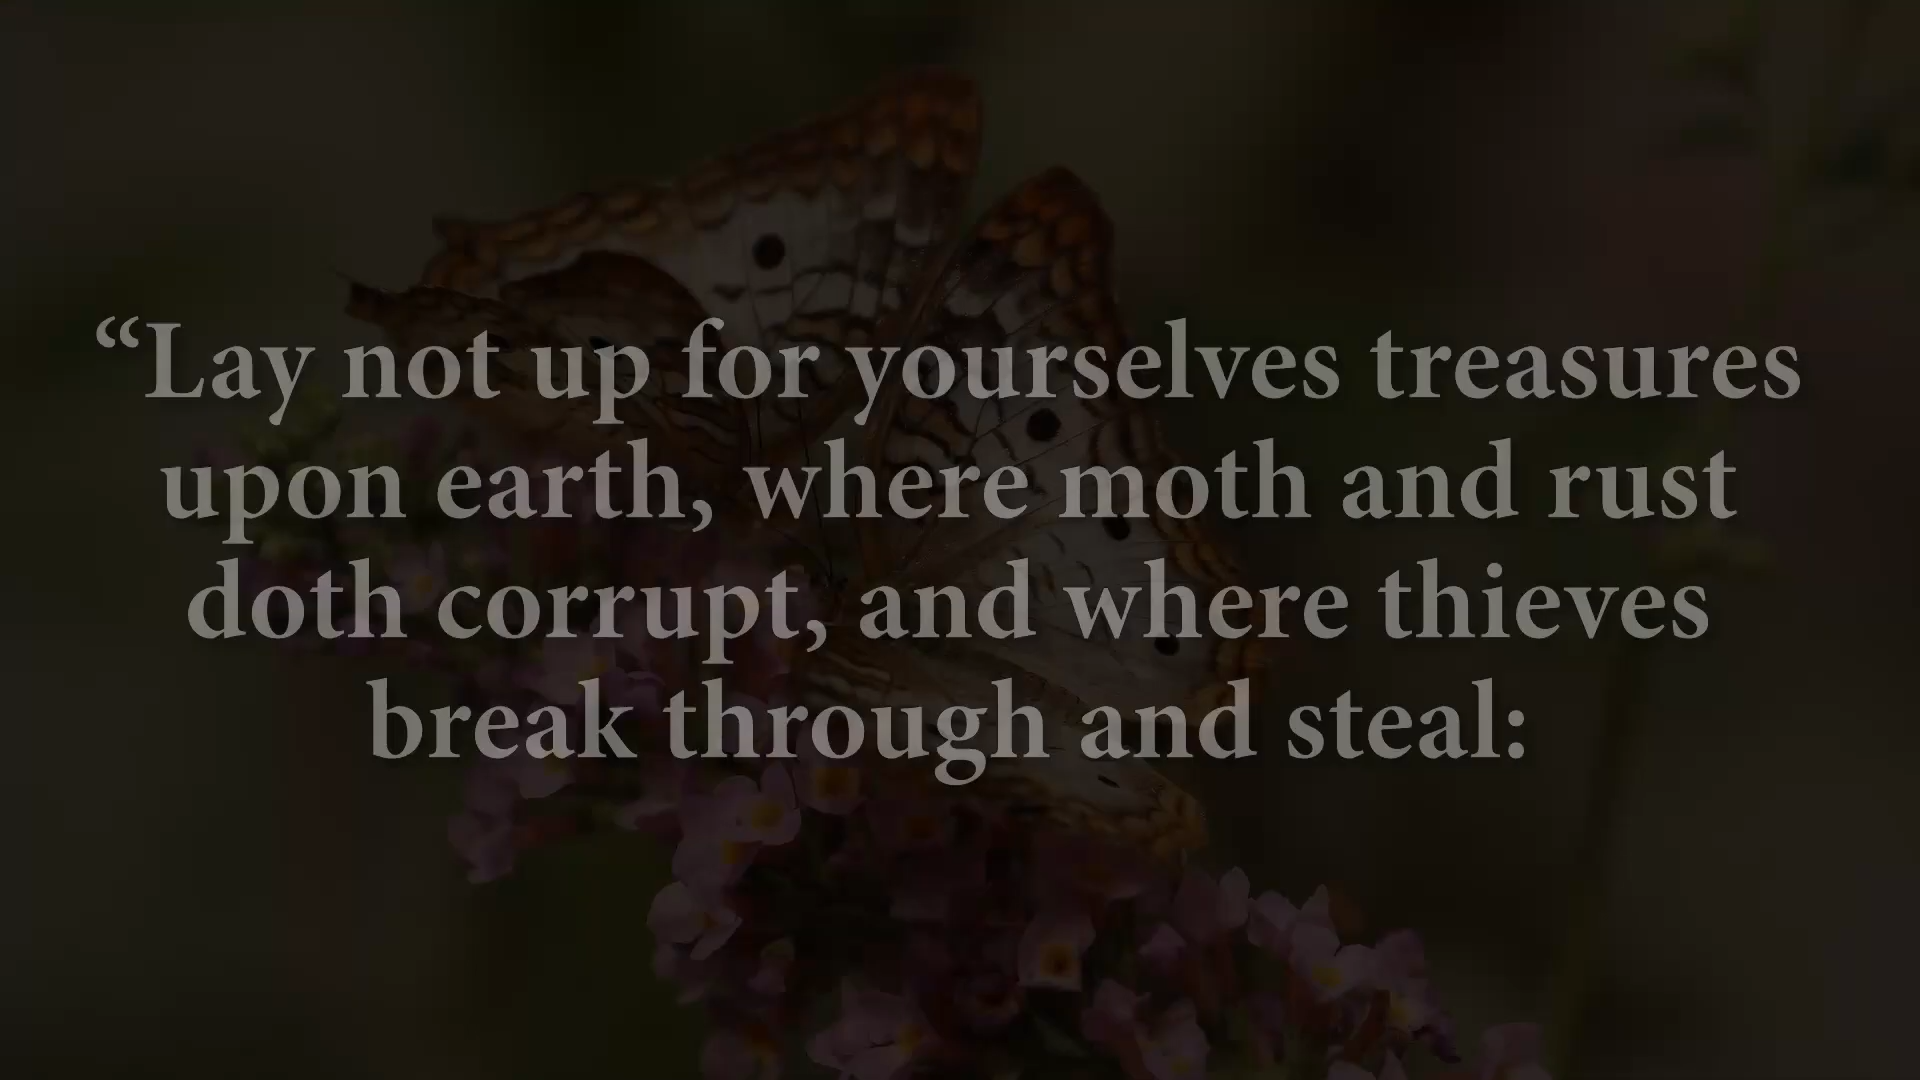 “Lay not up for yourselves treasures
upon earth, where moth and rust
doth corrupt, and where thieves
break through and steal: